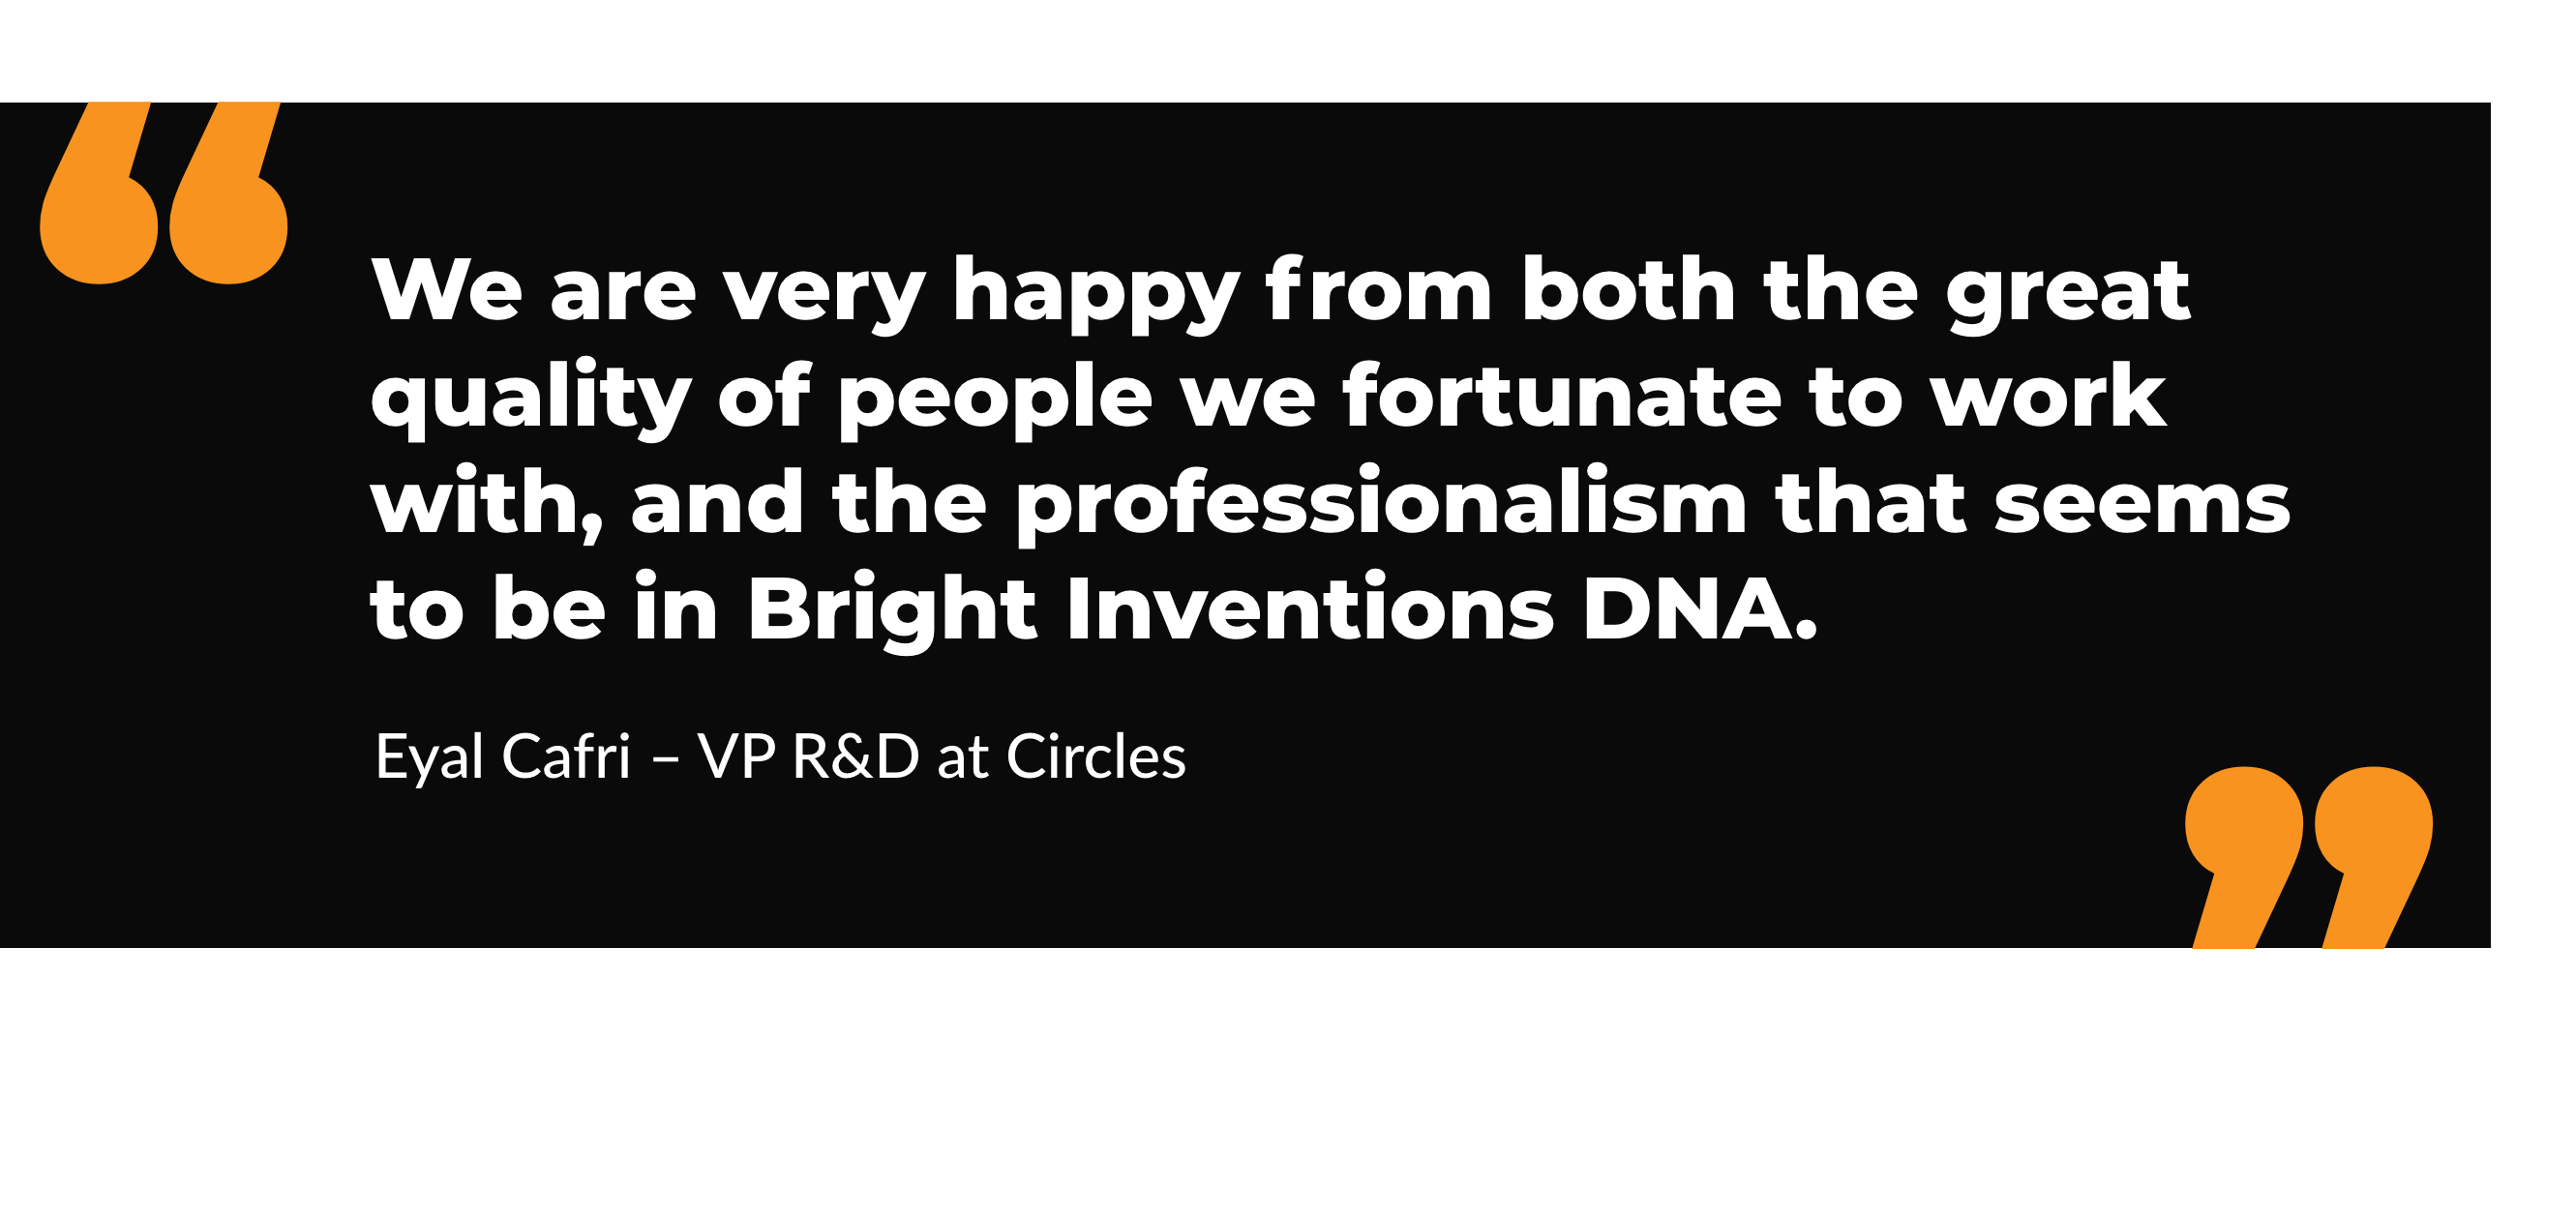 We are very happy from both the great
quality of people we fortunate to work
with, and the professionalism that seems
to be in Bright Inventions DNA.
Eyal Cafri – VP R&D at Circles